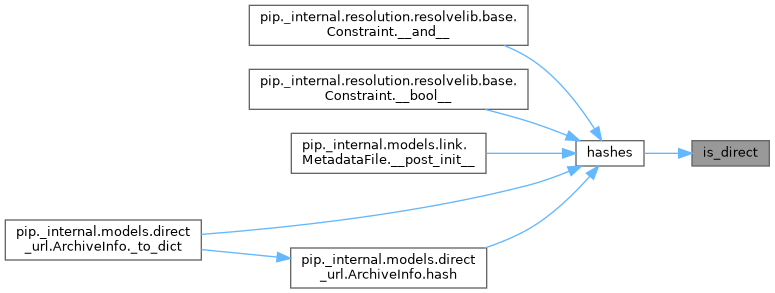 pip._internal.resolution.resolvelib.base.
Constraint.__and__
pip._internal.resolution.resolvelib.base.
Constraint.__bool__
pip._internal.models.link.
MetadataFile.__post_init__
hashes
is_direct
pip._internal.models.direct
_url.ArchiveInfo._to_dict
pip._internal.models.direct
_url.ArchiveInfo.hash